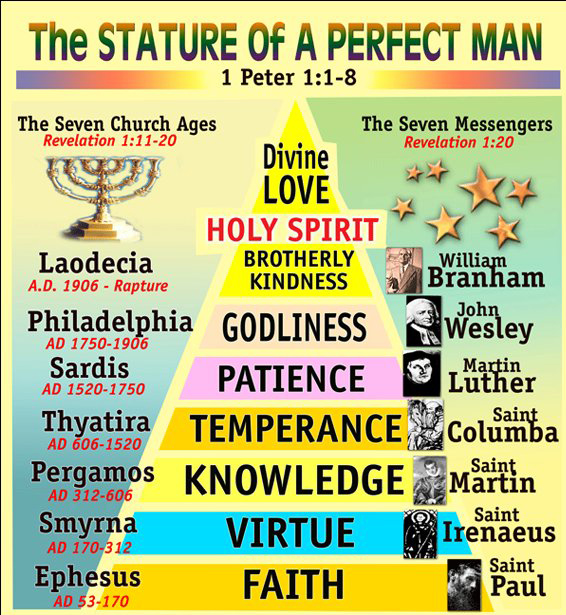 The STATURE Of A PERFECT MAN
1 Peter 1:1-8
The Seven Church Ages
Revelation 1:11-20
The Seven Messengers
Revelation 1:20
Divine
LOVE
HOLY SPIRIT
Laodecia
A.D. 1906 - Rapture
BROTHERLY
KINDNESS
William
Branham
Philadelphia
AD 1750-1906
GODLINESS
John
Wesley
Sardis
AD 1520-1750
PATIENCE
Martin
Luther
Thyatira
AD 606-1520
TEMPERANCE
Saint
Columba
Pergamos
AD 312-606
KNOWLEDGE
Saint
Martin
Smyrna
AD 170-312
VIRTUE
Saint
Irenaeus
Ephesus
AD 53-170
FAITH
Saint
Paul